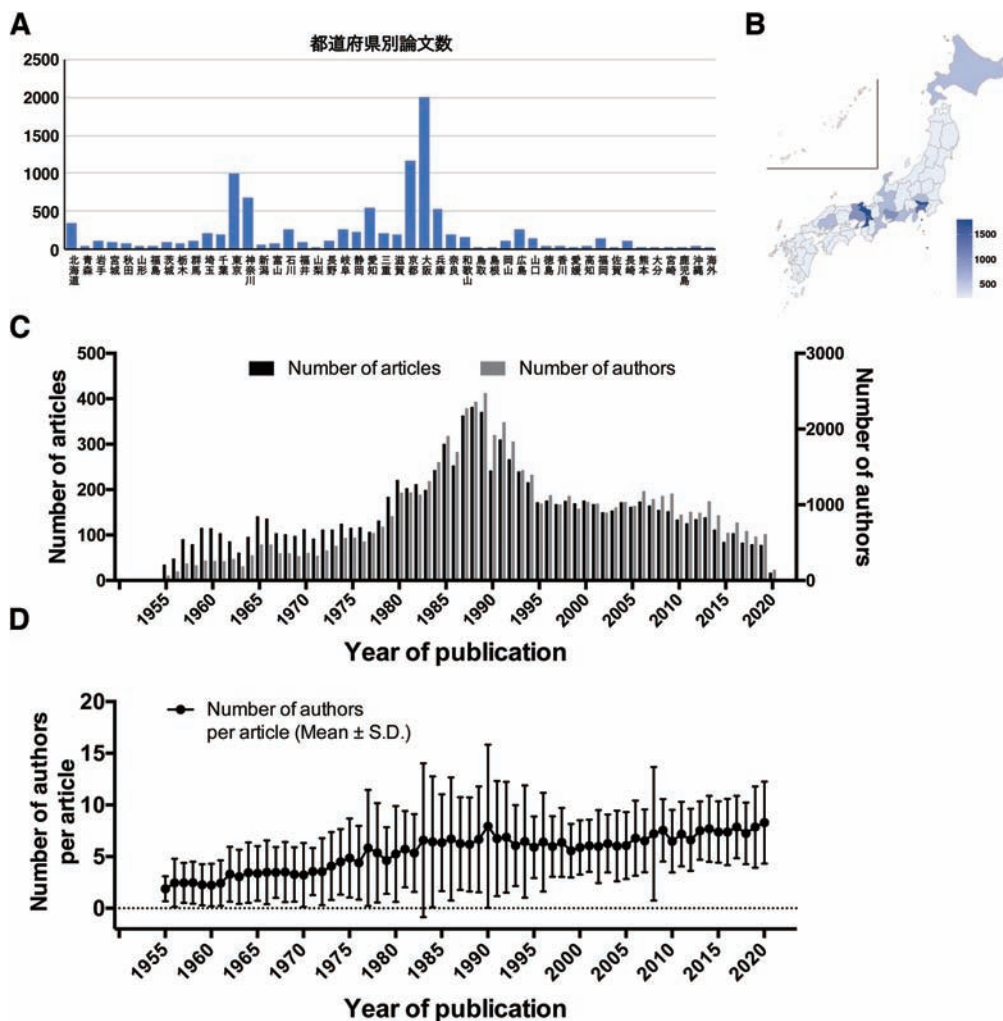 A
都道府県別論文数
2500
2000
1500
1000
500
0
北海道 青森 岩手 宮城 秋田 山形 福島 茨城 栃木 群馬 埼玉 千葉 東京 神奈川 新潟 富山 石川 福井 山梨 長野 岐阜 静岡 愛知 三重 滋賀 京都 大阪 兵庫 奈良 和歌山 鳥取 島根 岡山 広島 山口 徳島 香川 愛媛 高知 福岡 佐賀 長崎 熊本 大分 宮崎 鹿児島 沖縄 海外
B
1500
1000
500
C
Number of articles
Number of authors
500
400
300
200
100
0
Number of articles
3000
2000
1000
0
Number of authors
1955 1960 1965 1970 1975 1980 1985 1990 1995 2000 2005 2010 2015 2020
Year of publication
D
Number of authors
per article (Mean ± S.D.)
20
15
10
5
0
Number of authors
per article
1955 1960 1965 1970 1975 1980 1985 1990 1995 2000 2005 2010 2015 2020
Year of publication